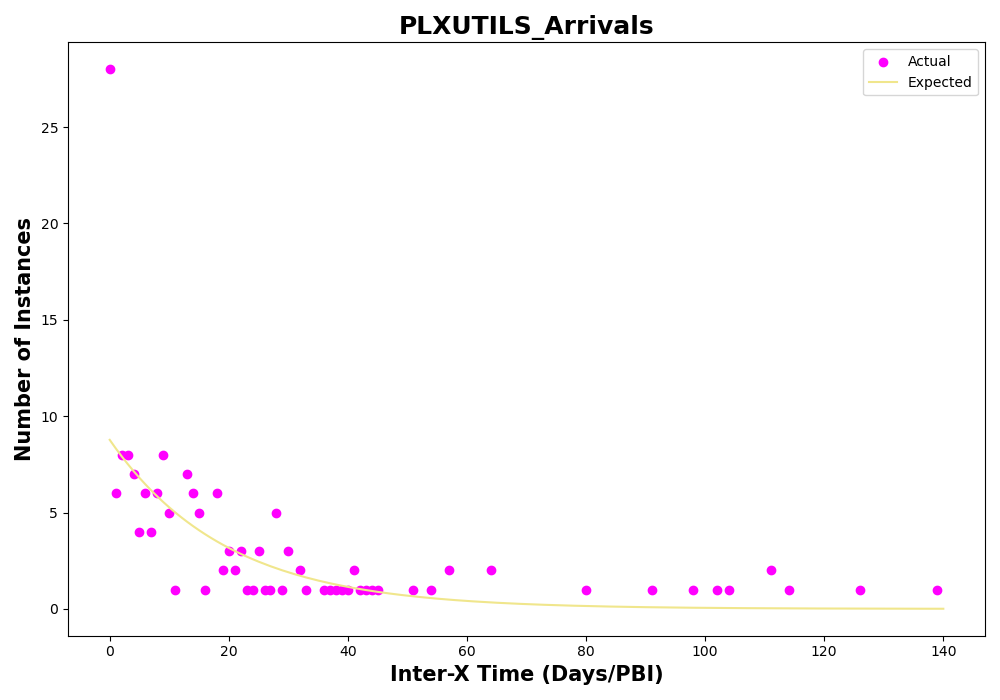 PLXUTILS_Arrivals
Actual
Expected
Number of Instances
25
20
15
10
5
0
0 20 40 60 80 100 120 140
Inter-X Time (Days/PBI)